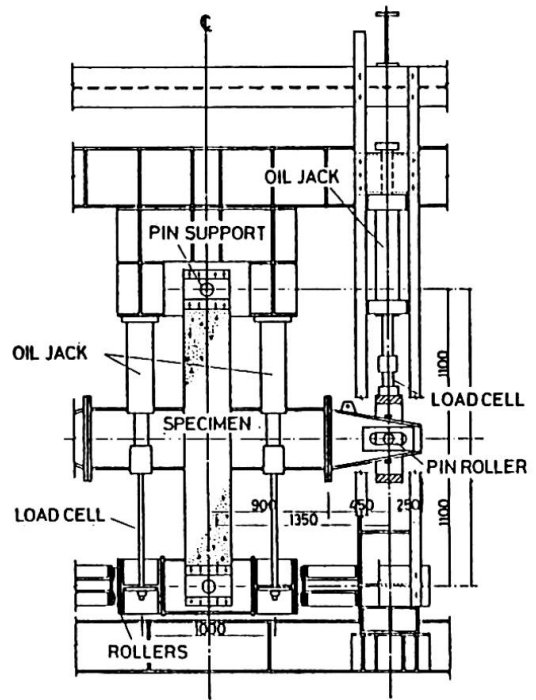 ℄
OIL JACK
PIN SUPPORT
1100
OIL JACK
LOAD CELL
SPECIMEN
PIN ROLLER
900
450
250
1350
1100
LOAD CELL
1000
ROLLERS